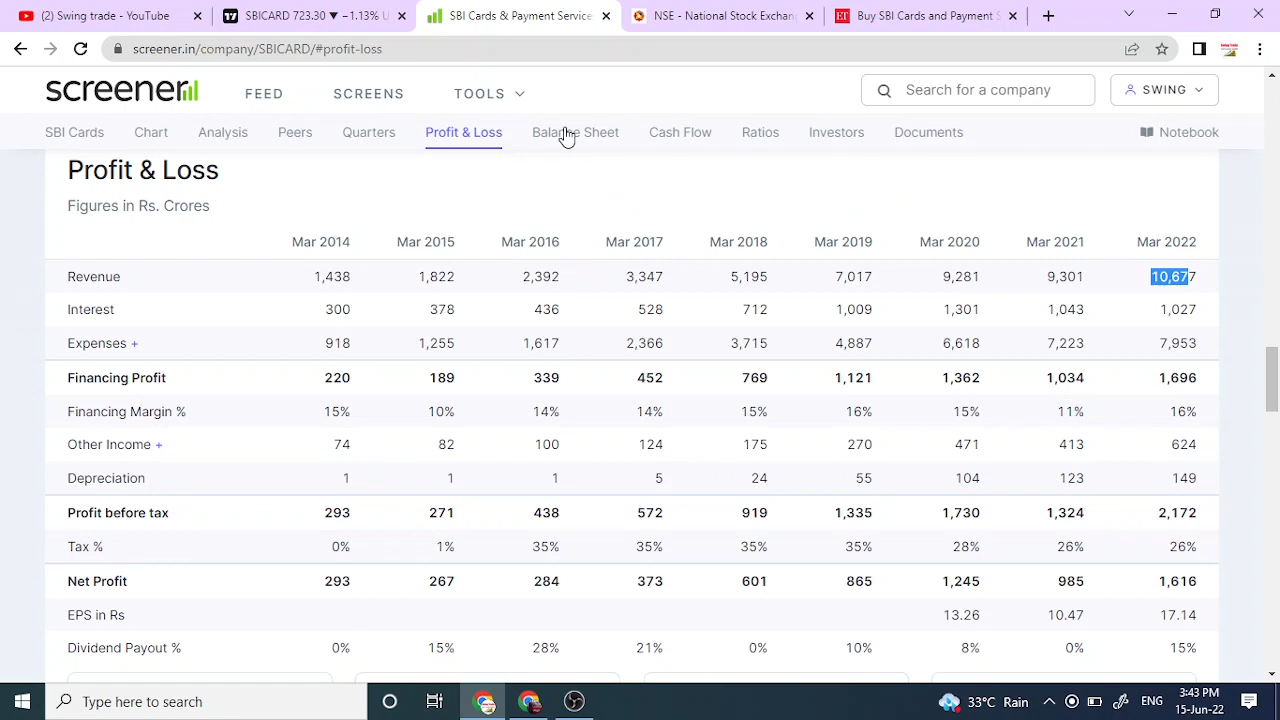 () swing trade - YouTube
SBICARD 723.30 ▼ −1.13% U
SBI Cards & Payment Service
NSE - National Stock Exchan
Buy SBI Cards and Payment S
screener.in/company/SBICARD/#profit-loss
screener
FEED
SCREENS
TOOLS
Search for a company
SWING
SBI Cards
Chart
Analysis
Peers
Quarters
Profit & Loss
Balance Sheet
Cash Flow
Ratios
Investors
Documents
Notebook
Profit & Loss
Figures in Rs. Crores
Mar 2014 Mar 2015 Mar 2016 Mar 2017 Mar 2018 Mar 2019 Mar 2020 Mar 2021 Mar 2022
Revenue 1,438 1,822 2,392 3,347 5,195 7,017 9,281 9,301 10,677
Interest 300 378 436 528 712 1,009 1,301 1,043 1,027
Expenses + 918 1,255 1,617 2,366 3,715 4,887 6,618 7,223 7,953
Financing Profit 220 189 339 452 769 1,121 1,362 1,034 1,696
Financing Margin % 15% 10% 14% 14% 15% 16% 15% 11% 16%
Other Income + 74 82 100 124 175 270 471 413 624
Depreciation 1 1 1 5 24 55 104 123 149
Profit before tax 293 271 438 572 919 1,335 1,730 1,324 2,172
Tax % 0% 1% 35% 35% 35% 35% 28% 26% 26%
Net Profit 293 267 284 373 601 865 1,245 985 1,616
EPS in Rs 13.26 10.47 17.14
Dividend Payout % 0% 15% 28% 21% 0% 10% 8% 0% 15%
Type here to search
33°C Rain
ENG
3:43 PM
15-Jun-22